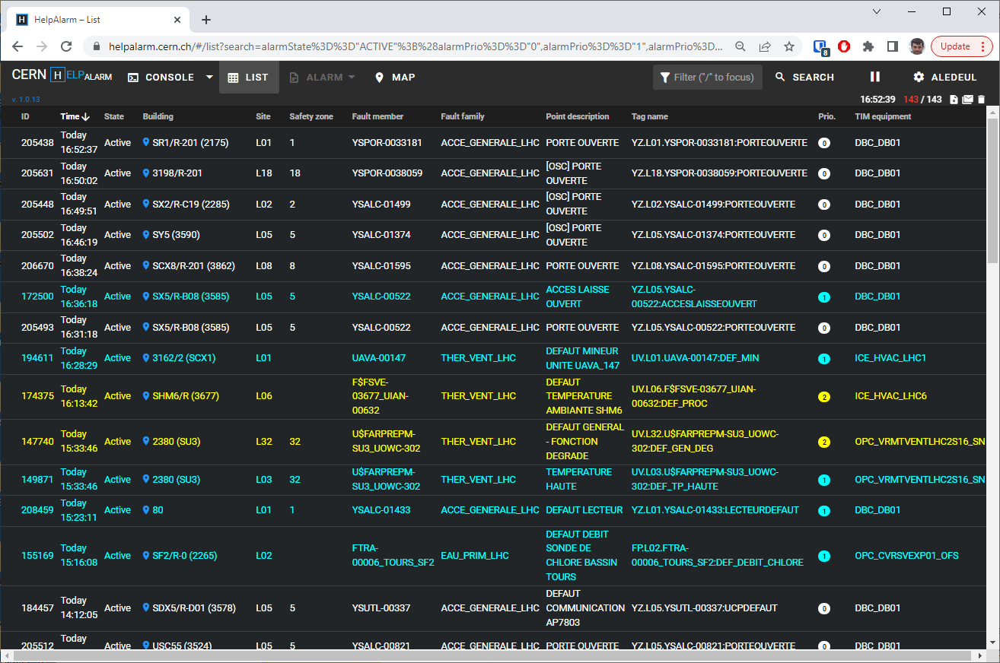 HelpAlarm – List
helpalarm.cern.ch/#/list?search=alarmState%3D%3D"ACTIVE"%3B%28alarmPrio%3D%3D"0",alarmPrio%3D%3D"1",alarmPrio%3D...
8
Update
CERN HELPALARM CONSOLE LIST ALARM MAP Filter ("/" to focus) SEARCH ALEDEUL
v. 1.0.13 16:52:39 143 / 143
ID Time State Building Site Safety zone Fault member Fault family Point description Tag name Prio. TIM equipment
205438 Today 16:52:37 Active SR1/R-201 (2175) L01 1 YSPOR-0033181 ACCE_GENERALE_LHC PORTE OUVERTE YZ.L01.YSPOR-0033181:PORTEOUVERTE 0 DBC_DB01
205631 Today 16:50:02 Active 3198/R-201 L18 18 YSPOR-0038059 ACCE_GENERALE_LHC [OSC] PORTE OUVERTE YZ.L18.YSPOR-0038059:PORTEOUVERTE 0 DBC_DB01
205448 Today 16:49:51 Active SX2/R-C19 (2285) L02 2 YSALC-01499 ACCE_GENERALE_LHC [OSC] PORTE OUVERTE YZ.L02.YSALC-01499:PORTEOUVERTE 0 DBC_DB01
205502 Today 16:46:19 Active SY5 (3590) L05 5 YSALC-01374 ACCE_GENERALE_LHC [OSC] PORTE OUVERTE YZ.L05.YSALC-01374:PORTEOUVERTE 0 DBC_DB01
206670 Today 16:38:24 Active SCX8/R-201 (3862) L08 8 YSALC-01595 ACCE_GENERALE_LHC PORTE OUVERTE YZ.L08.YSALC-01595:PORTEOUVERTE 0 DBC_DB01
172500 Today 16:36:18 Active SX5/R-B08 (3585) L05 5 YSALC-00522 ACCE_GENERALE_LHC ACCES LAISSE OUVERT YZ.L05.YSALC-00522:ACCESLAISSEOUVERT 1 DBC_DB01
205493 Today 16:31:18 Active SX5/R-B08 (3585) L05 5 YSALC-00522 ACCE_GENERALE_LHC PORTE OUVERTE YZ.L05.YSALC-00522:PORTEOUVERTE 0 DBC_DB01
194611 Today 16:28:29 Active 3162/2 (SCX1) L01 UAVA-00147 THER_VENT_LHC DEFAUT MINEUR UNITE UAVA_147 UV.L01.UAVA-00147:DEF_MIN 1 ICE_HVAC_LHC1
174375 Today 16:13:42 Active SHM6/R (3677) L06 F$FSVE-03677_UIAN-00632 THER_VENT_LHC DEFAUT TEMPERATURE AMBIANTE SHM6 UV.L06.F$FSVE-03677_UIAN-00632:DEF_PROC 2 ICE_HVAC_LHC6
147740 Today 15:33:46 Active 2380 (SU3) L32 32 U$FARPREPM-SU3_UOWC-302 THER_VENT_LHC DEFAUT GENERAL - FONCTION DEGRADE UV.L32.U$FARPREPM-SU3_UOWC-302:DEF_GEN_DEG 2 OPC_VRMTVENTLHC2S16_SN
149871 Today 15:33:46 Active 2380 (SU3) L03 32 U$FARPREPM-SU3_UOWC-302 THER_VENT_LHC TEMPERATURE HAUTE UV.L03.U$FARPREPM-SU3_UOWC-302:DEF_TP_HAUTE 1 OPC_VRMTVENTLHC2S16_SN
208459 Today 15:23:11 Active 80 L01 1 YSALC-01433 ACCE_GENERALE_LHC DEFAUT LECTEUR YZ.L01.YSALC-01433:LECTEURDEFAUT 1 DBC_DB01
155169 Today 15:16:08 Active SF2/R-0 (2265) L02 FTRA-00006_TOURS_SF2 EAU_PRIM_LHC DEFAUT DEBIT SONDE DE CHLORE BASSIN TOURS FP.L02.FTRA-00006_TOURS_SF2:DEF_DEBIT_CHLORE 1 OPC_CVRSVEXP01_OFS
184457 Today 14:12:05 Active SDX5/R-D01 (3578) L05 5 YSUTL-00337 ACCE_GENERALE_LHC DEFAUT COMMUNICATION AP7803 YZ.L05.YSUTL-00337:UCPDEFAUT 0 DBC_DB01
205512 Today Active USC55 (3524) L05 5 YSALC-00821 ACCE_GENERALE_LHC PORTE OUVERTE YZ.L05.YSALC-00821:PORTEOUVERTE 0 DBC_DB01